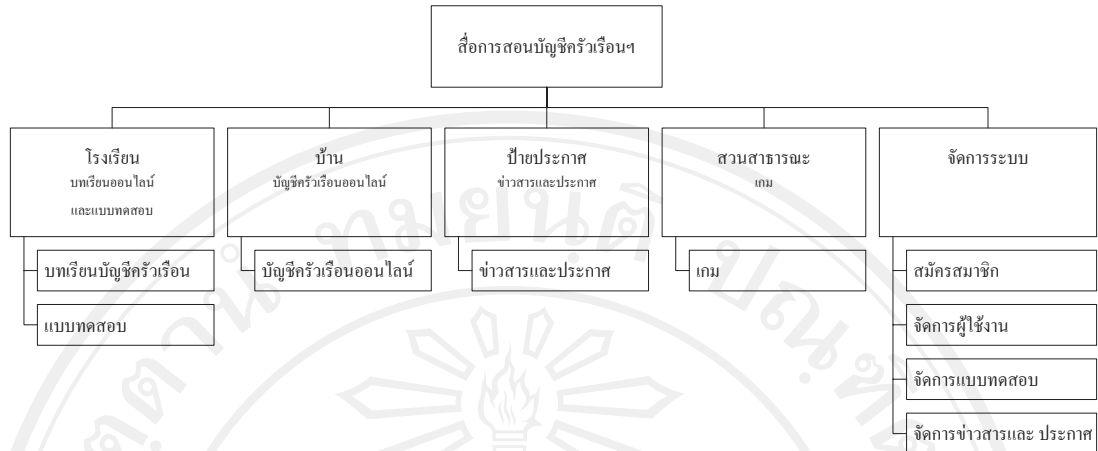 สื่อการสอนบัญชีครัวเรือนฯ
โรงเรียน
บทเรียนออนไลน์
และแบบทดสอบ
บทเรียนบัญชีครัวเรือน
แบบทดสอบ
บ้าน
บัญชีครัวเรือนออนไลน์
บัญชีครัวเรือนออนไลน์
ป้ายประกาศ
ข่าวสารและประกาศ
ข่าวสารและประกาศ
สวนสาธารณะ
เกม
เกม
จัดการระบบ
สมัครสมาชิก
จัดการผู้ใช้งาน
จัดการแบบทดสอบ
จัดการข่าวสารและ ประกาศ